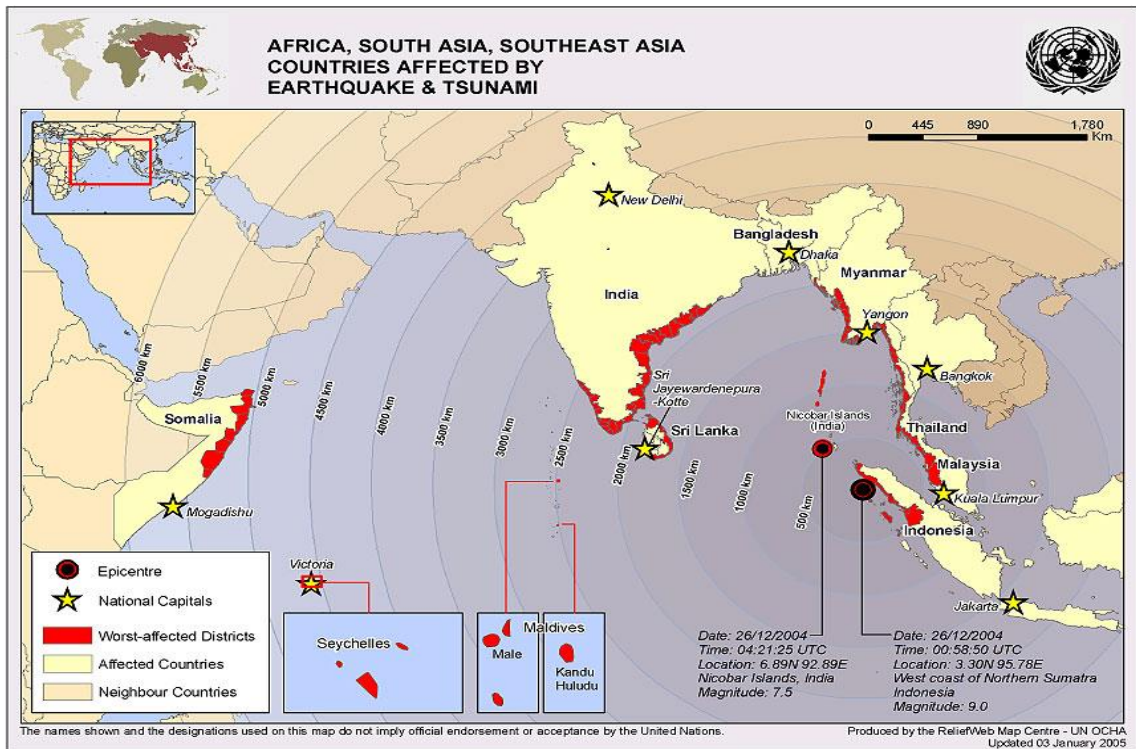 AFRICA, SOUTH ASIA, SOUTHEAST ASIA
COUNTRIES AFFECTED BY
EARTHQUAKE & TSUNAMI
0 445 890 1,780
Km
New Delhi
Bangladesh
Dhaka
Myanmar
India
Yangon
Bangkok
Sri
Jayewardenepura
-Kotte
Sri Lanka
Nicobar Islands
(India)
Thailand
Malaysia
Kuala Lumpur
Indonesia
Jakarta
6000 km
5500 km
5000 km
4500 km
4000 km
3500 km
3000 km
2500 km
2000 km
1500 km
1000 km
500 km
Somalia
Mogadishu
Victoria
Epicentre
National Capitals
Worst-affected Districts
Affected Countries
Neighbour Countries
Seychelles
Maldives
Male
Kandu
Huludu
Date: 26/12/2004
Time: 04:21:25 UTC
Location: 6.89N 92.89E
Nicobar Islands, India
Magnitude: 7.5
Date: 26/12/2004
Time: 00:58:50 UTC
Location: 3.30N 95.78E
West coast of Northern Sumatra
Indonesia
Magnitude: 9.0
The names shown and the designations used on this map do not imply official endorsement or acceptance by the United Nations.
Produced by the ReliefWeb Map Centre - UN OCHA
Updated 03 January 2005